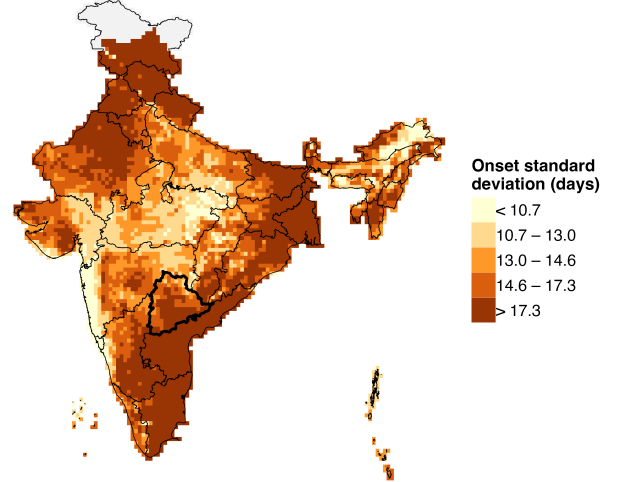 Onset standard
deviation (days)
< 10.7
10.7 – 13.0
13.0 – 14.6
14.6 – 17.3
> 17.3